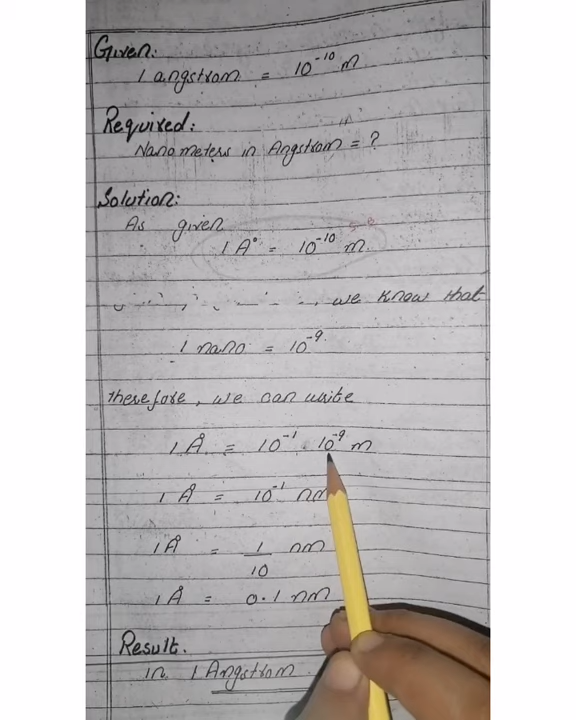 Given:
1 angstrom = 10⁻¹⁰ m
Required:
Nanometers in Angstrom = ?
Solution:
As given
1 A° = 10⁻¹⁰ m
we know that
1 nano = 10⁻⁹
therefore, we can write
1 Å = 10⁻¹ . 10⁻⁹ m
1 Å = 10⁻¹ nm
1 Å = 1/10 nm
1 Å = 0.1 nm
Result.
in 1 Angstrom